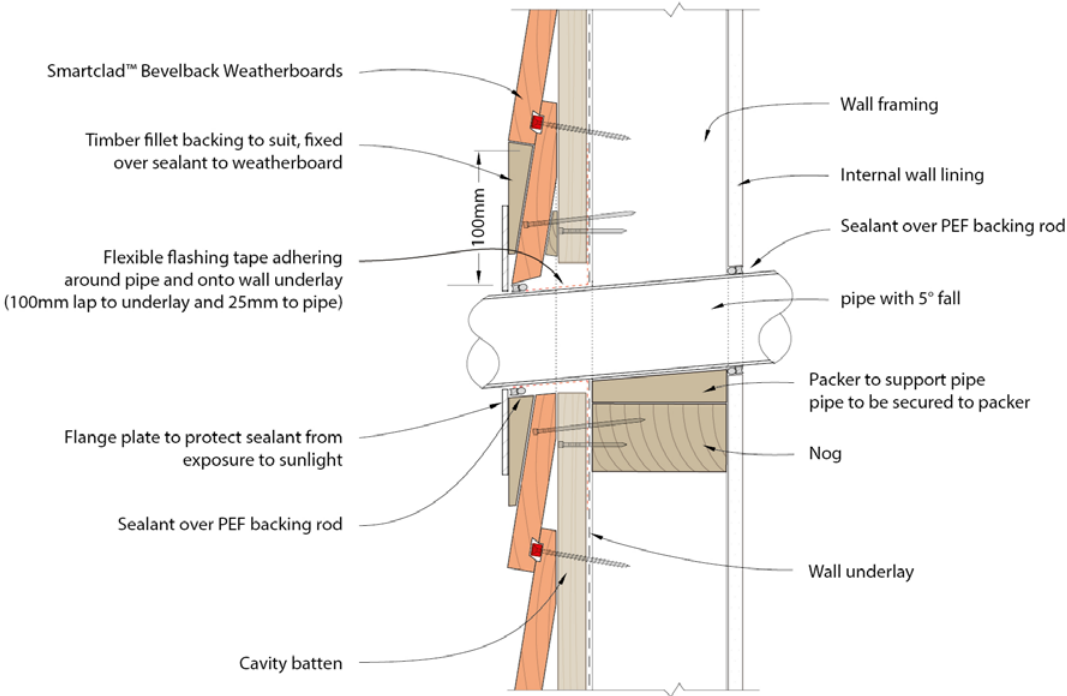 Smartclad™ Bevelback Weatherboards
Timber fillet backing to suit, fixed
over sealant to weatherboard
100mm
Flexible flashing tape adhering
around pipe and onto wall underlay
(100mm lap to underlay and 25mm to pipe)
Flange plate to protect sealant from
exposure to sunlight
Sealant over PEF backing rod
Cavity batten
Wall framing
Internal wall lining
Sealant over PEF backing rod
pipe with 5° fall
Packer to support pipe
pipe to be secured to packer
Nog
Wall underlay